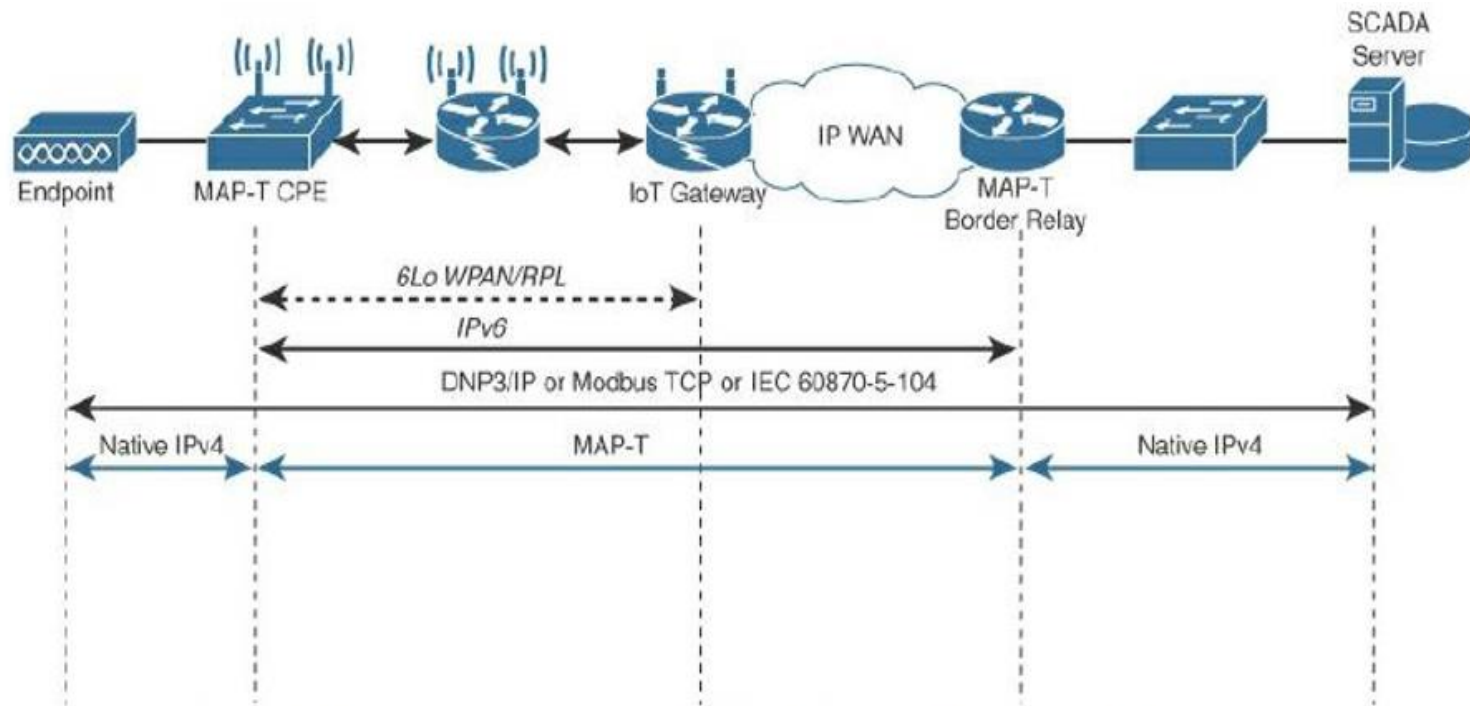 SCADA
Server
IP WAN
Endpoint
MAP-T CPE
IoT Gateway
MAP-T
Border Relay
6Lo WPAN/RPL
IPv6
DNP3/IP or Modbus TCP or IEC 60870-5-104
Native IPv4
MAP-T
Native IPv4